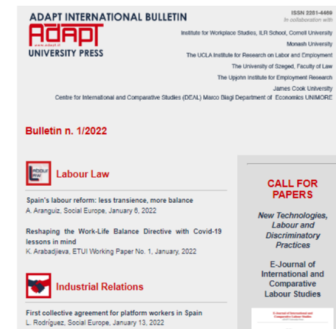 ADAPT INTERNATIONAL BULLETIN
ISSN 2281-6459
In collaboration with
ADAPT
www.adapt.it
UNIVERSITY PRESS
Institute for Workplace Studies, ILR School, Cornell University
Monash University
The UCLA Institute for Research on Labor and Employment
The University of Szeged, Faculty of Law
The Upjohn Institute for Employment Research
James Cook University
Centre for International and Comparative Studies (DEAL) Marco Biagi Department of Economics UNIMORE
Bulletin n. 1/2022
Labour Law
Spain's labour reform: less transience, more balance
A. Aranguiz, Social Europe, January 6, 2022
Reshaping the Work-Life Balance Directive with Covid-19
lessons in mind
K. Arabadjieva, ETUI Working Paper No. 1, January, 2022
Industrial Relations
First collective agreement for platform workers in Spain
L. Rodríguez, Social Europe, January 13, 2022
CALL FOR
PAPERS
New Technologies,
Labour and
Discriminatory
Practices
E-Journal of
International and
Comparative
Labour Studies